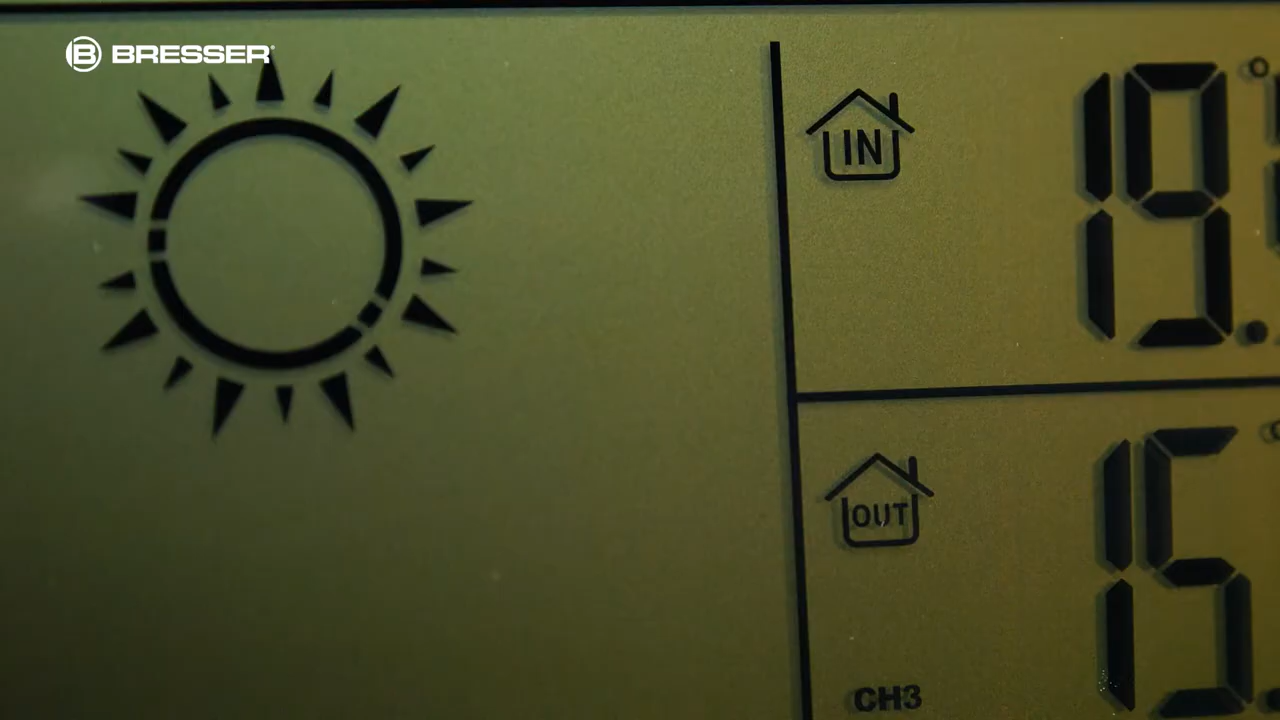 BRESSER
IN
19.
OUT
15.
CH3